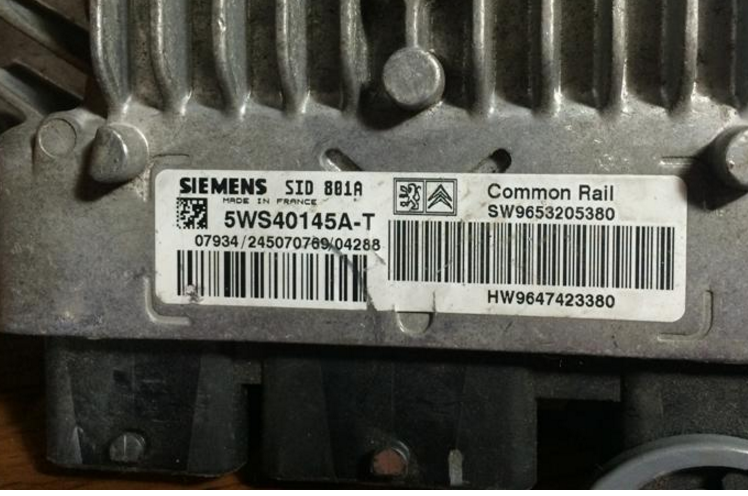 SIEMENS SID 801A
MADE IN FRANCE
5WS40145A-T
07934/245070769/04288
Common Rail
SW9653205380
HW9647423380